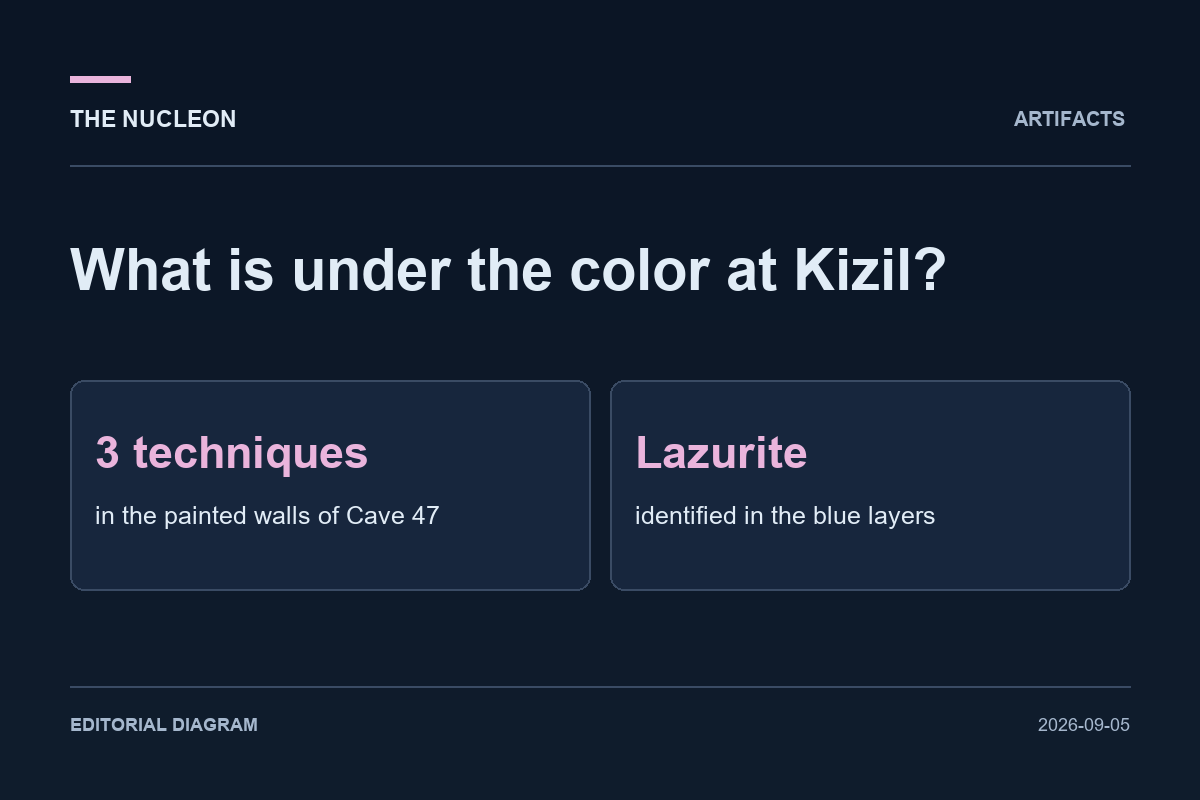 THE NUCLEON
ARTIFACTS
What is under the color at Kizil?
3 techniques
in the painted walls of Cave 47
Lazurite
identified in the blue layers
EDITORIAL DIAGRAM
2026-09-05